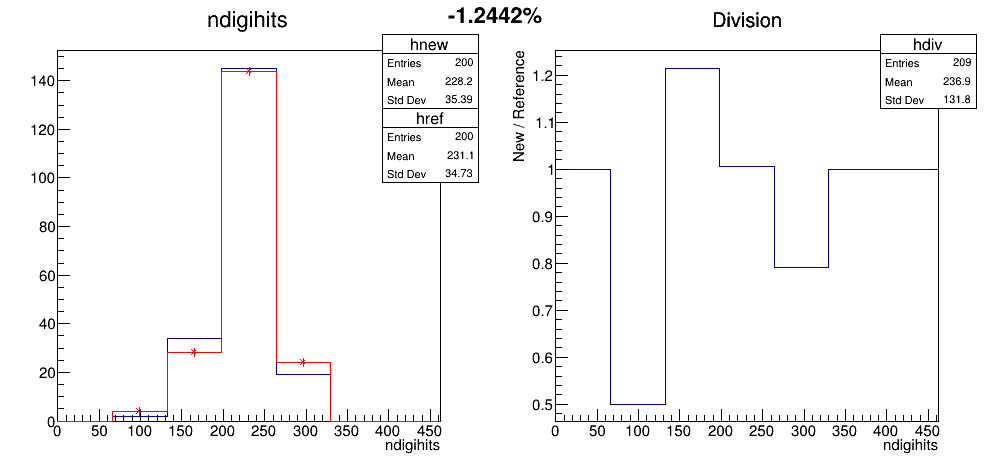 -1.2442%
ndigihits
hnew
Entries 200
Mean 228.2
Std Dev 35.39
href
Entries 200
Mean 231.1
Std Dev 34.73
140
120
100
80
60
40
20
0
0 50 100 150 200 250 300 350 400 450
ndigihits
Division
hdiv
Entries 209
Mean 236.9
Std Dev 131.8
New / Reference
1.2
1.1
1
0.9
0.8
0.7
0.6
0.5
0 50 100 150 200 250 300 350 400 450
ndigihits